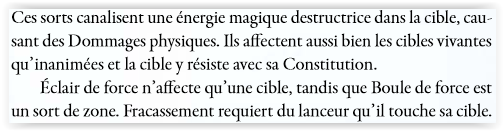 Ces sorts canalisent une énergie magique destructrice dans la cible, cau-
sant des Dommages physiques. Ils affectent aussi bien les cibles vivantes
qu’inanimées et la cible y résiste avec sa Constitution.
Éclair de force n’affecte qu’une cible, tandis que Boule de force est
un sort de zone. Fracassement requiert du lanceur qu’il touche sa cible.